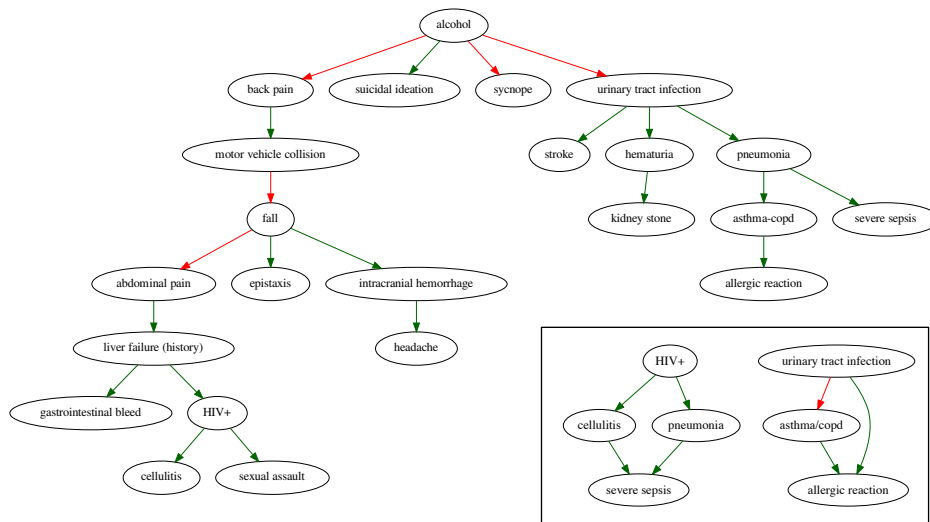 alcohol
back pain
suicidal ideation
sycnope
urinary tract infection
motor vehicle collision
stroke
hematuria
pneumonia
fall
kidney stone
asthma-copd
severe sepsis
abdominal pain
epistaxis
intracranial hemorrhage
allergic reaction
liver failure (history)
headache
HIV+
urinary tract infection
gastrointestinal bleed
HIV+
cellulitis
pneumonia
asthma/copd
cellulitis
sexual assault
severe sepsis
allergic reaction